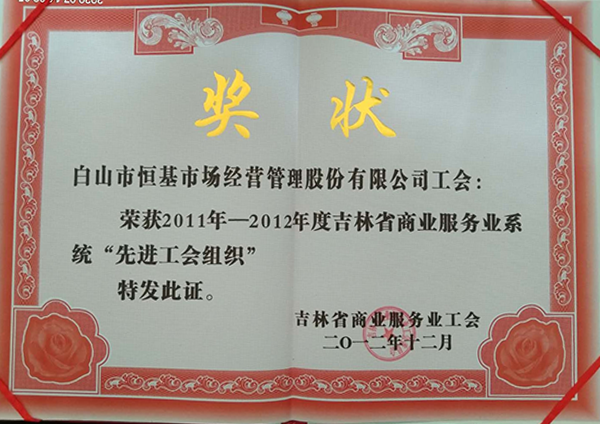 奖状
白山市恒基市场经营管理股份有限公司工会：
荣获2011年—2012年度吉林省商业服务业系
统“先进工会组织”
特发此证。
吉林省商业服务业工会
二〇一二年十二月